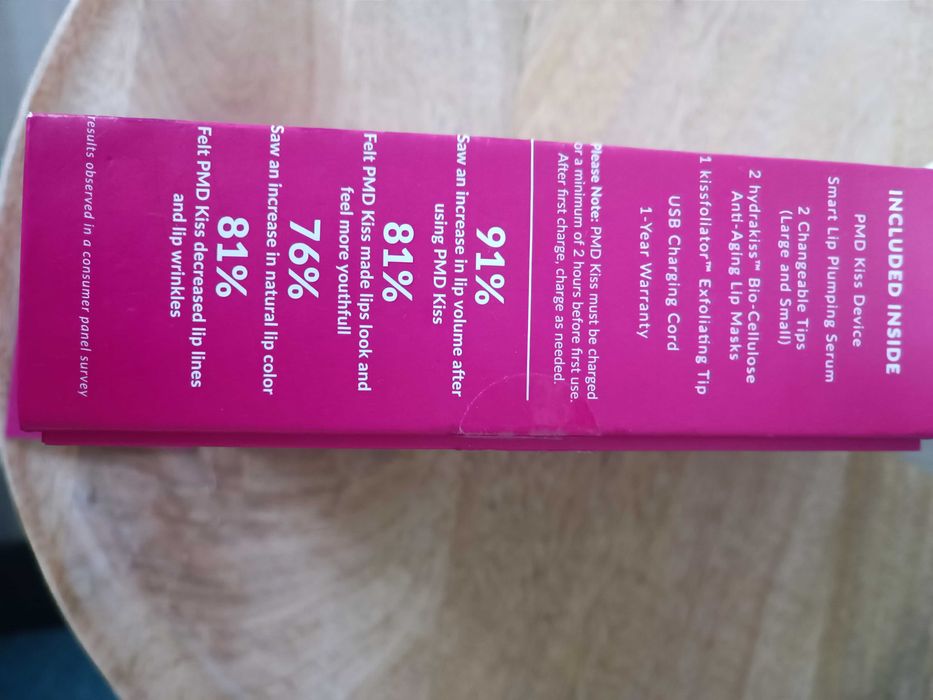 INCLUDED INSIDE
PMD Kiss Device
Smart Lip Plumping Serum
2 Changeable Tips
(Large and Small)
2 hydrakiss™ Bio-Cellulose
Anti-Aging Lip Masks
1 kissfoliator™ Exfoliating Tip
USB Charging Cord
1-Year Warranty
Please Note: PMD Kiss must be charged
or a minimum of 2 hours before first use.
After first charge, charge as needed.
91%
Saw an increase in lip volume after
using PMD Kiss
81%
Felt PMD Kiss made lips look and
feel more youthfull
76%
Saw an increase in natural lip color
81%
Felt PMD Kiss decreased lip lines
and lip wrinkles
results observed in a consumer panel survey